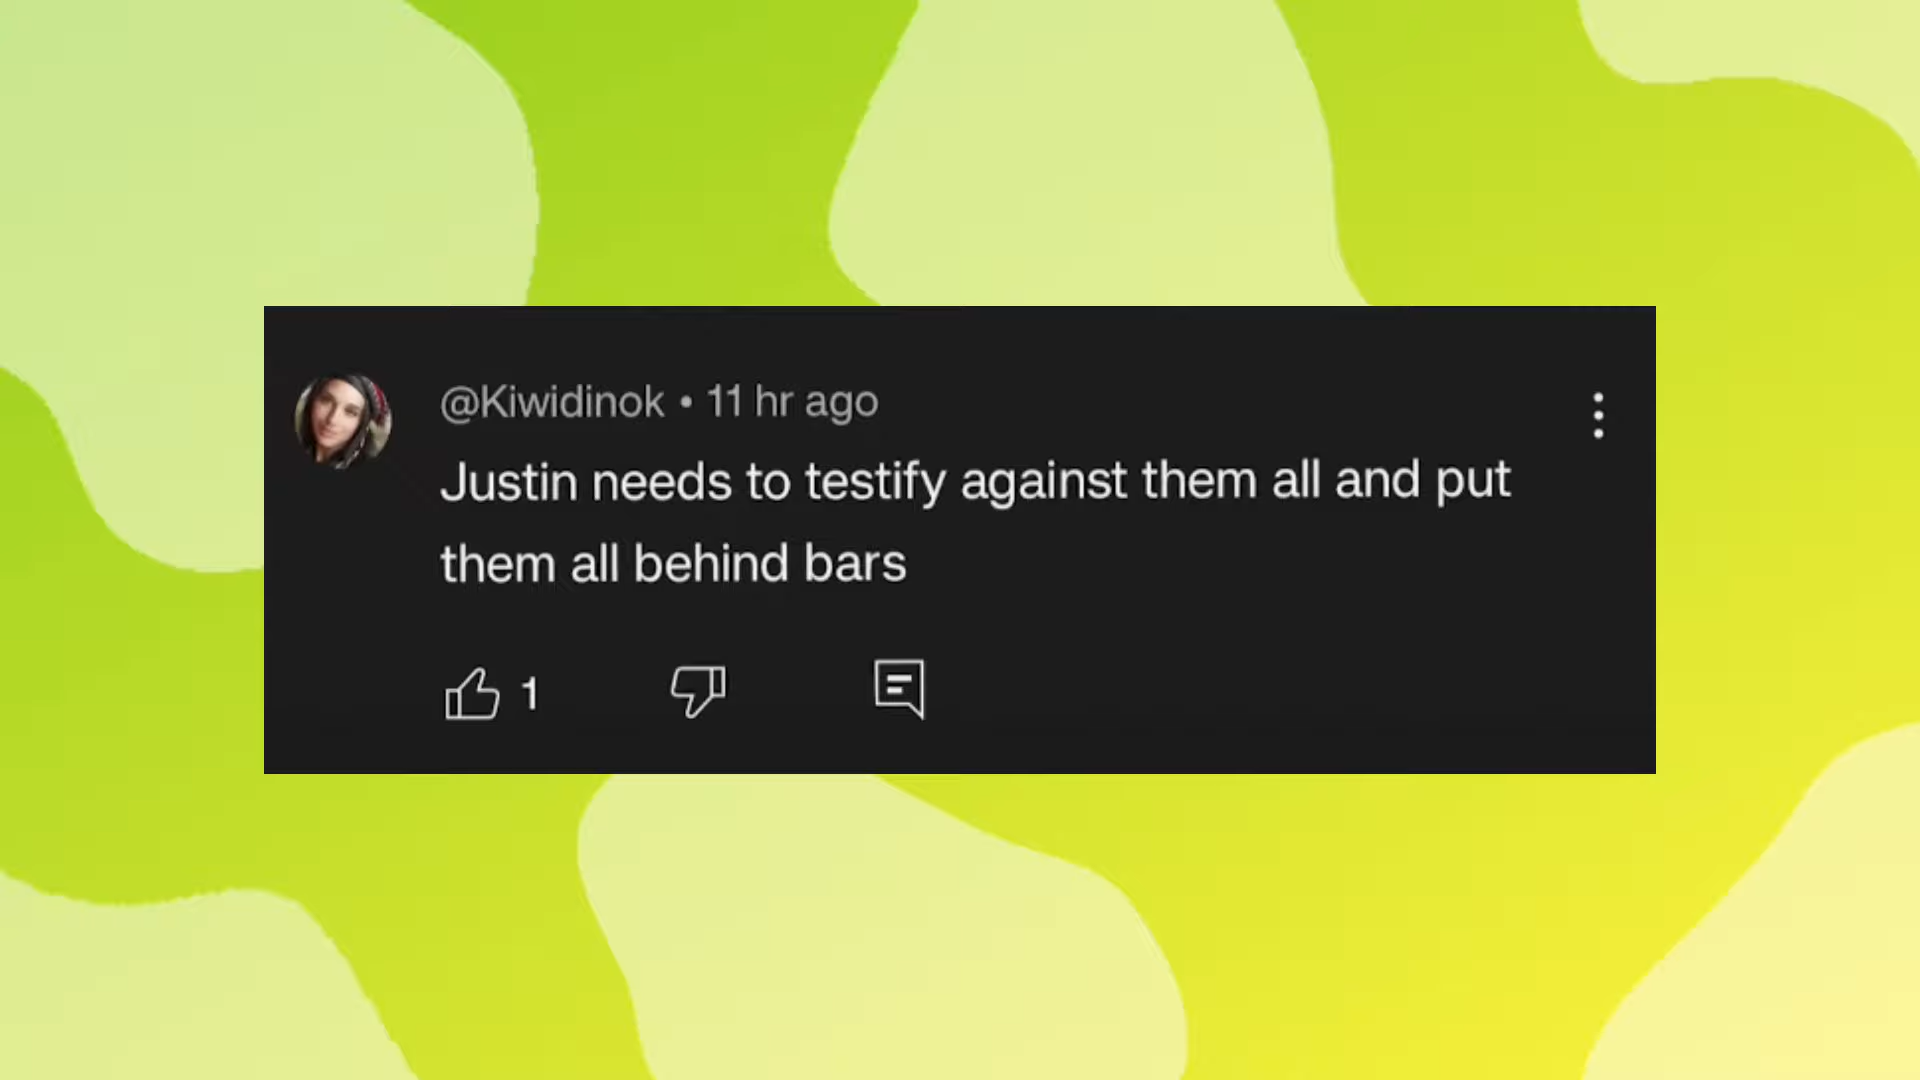 @Kiwidinok • 11 hr ago
Justin needs to testify against them all and put
them all behind bars
1